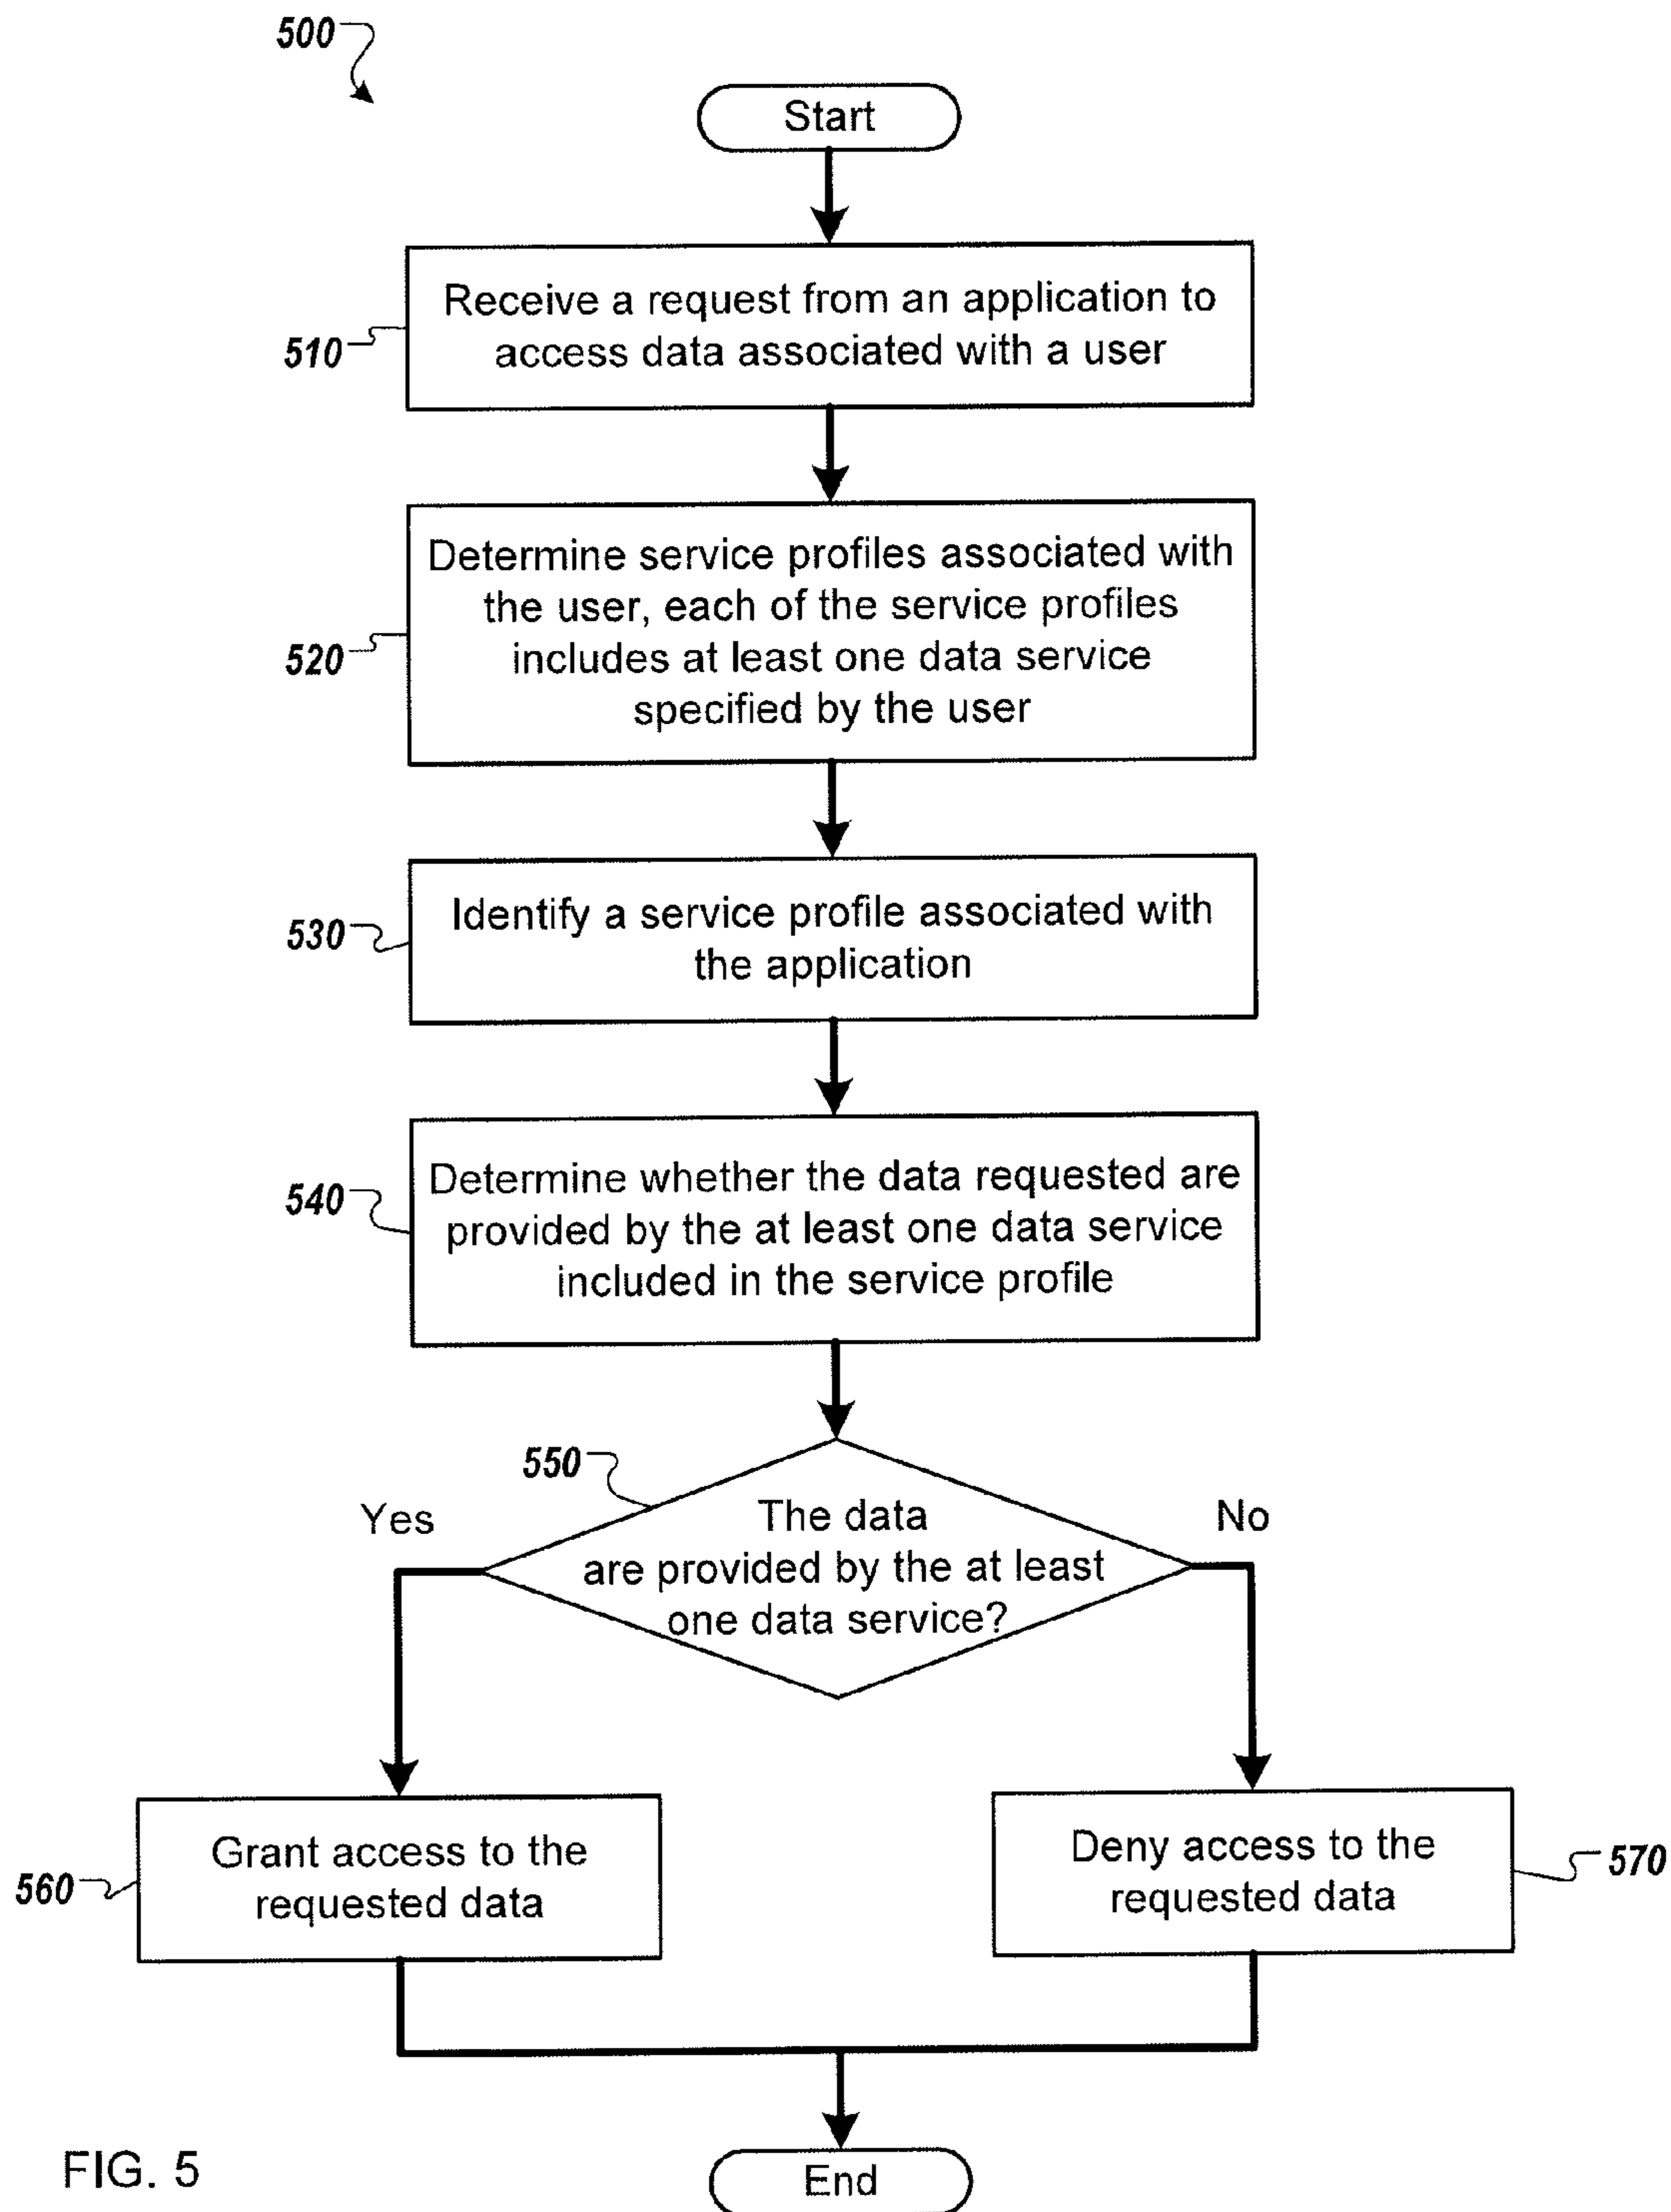 500
Start
Receive a request from an application to
access data associated with a user
510
Determine service profiles associated with
the user, each of the service profiles
includes at least one data service
specified by the user
520
Identify a service profile associated with
the application
530
Determine whether the data requested are
provided by the at least one data service
included in the service profile
540
550
The data
are provided by the at least
one data service?
Yes
No
Grant access to the
requested data
560
Deny access to the
requested data
570
End
FIG. 5